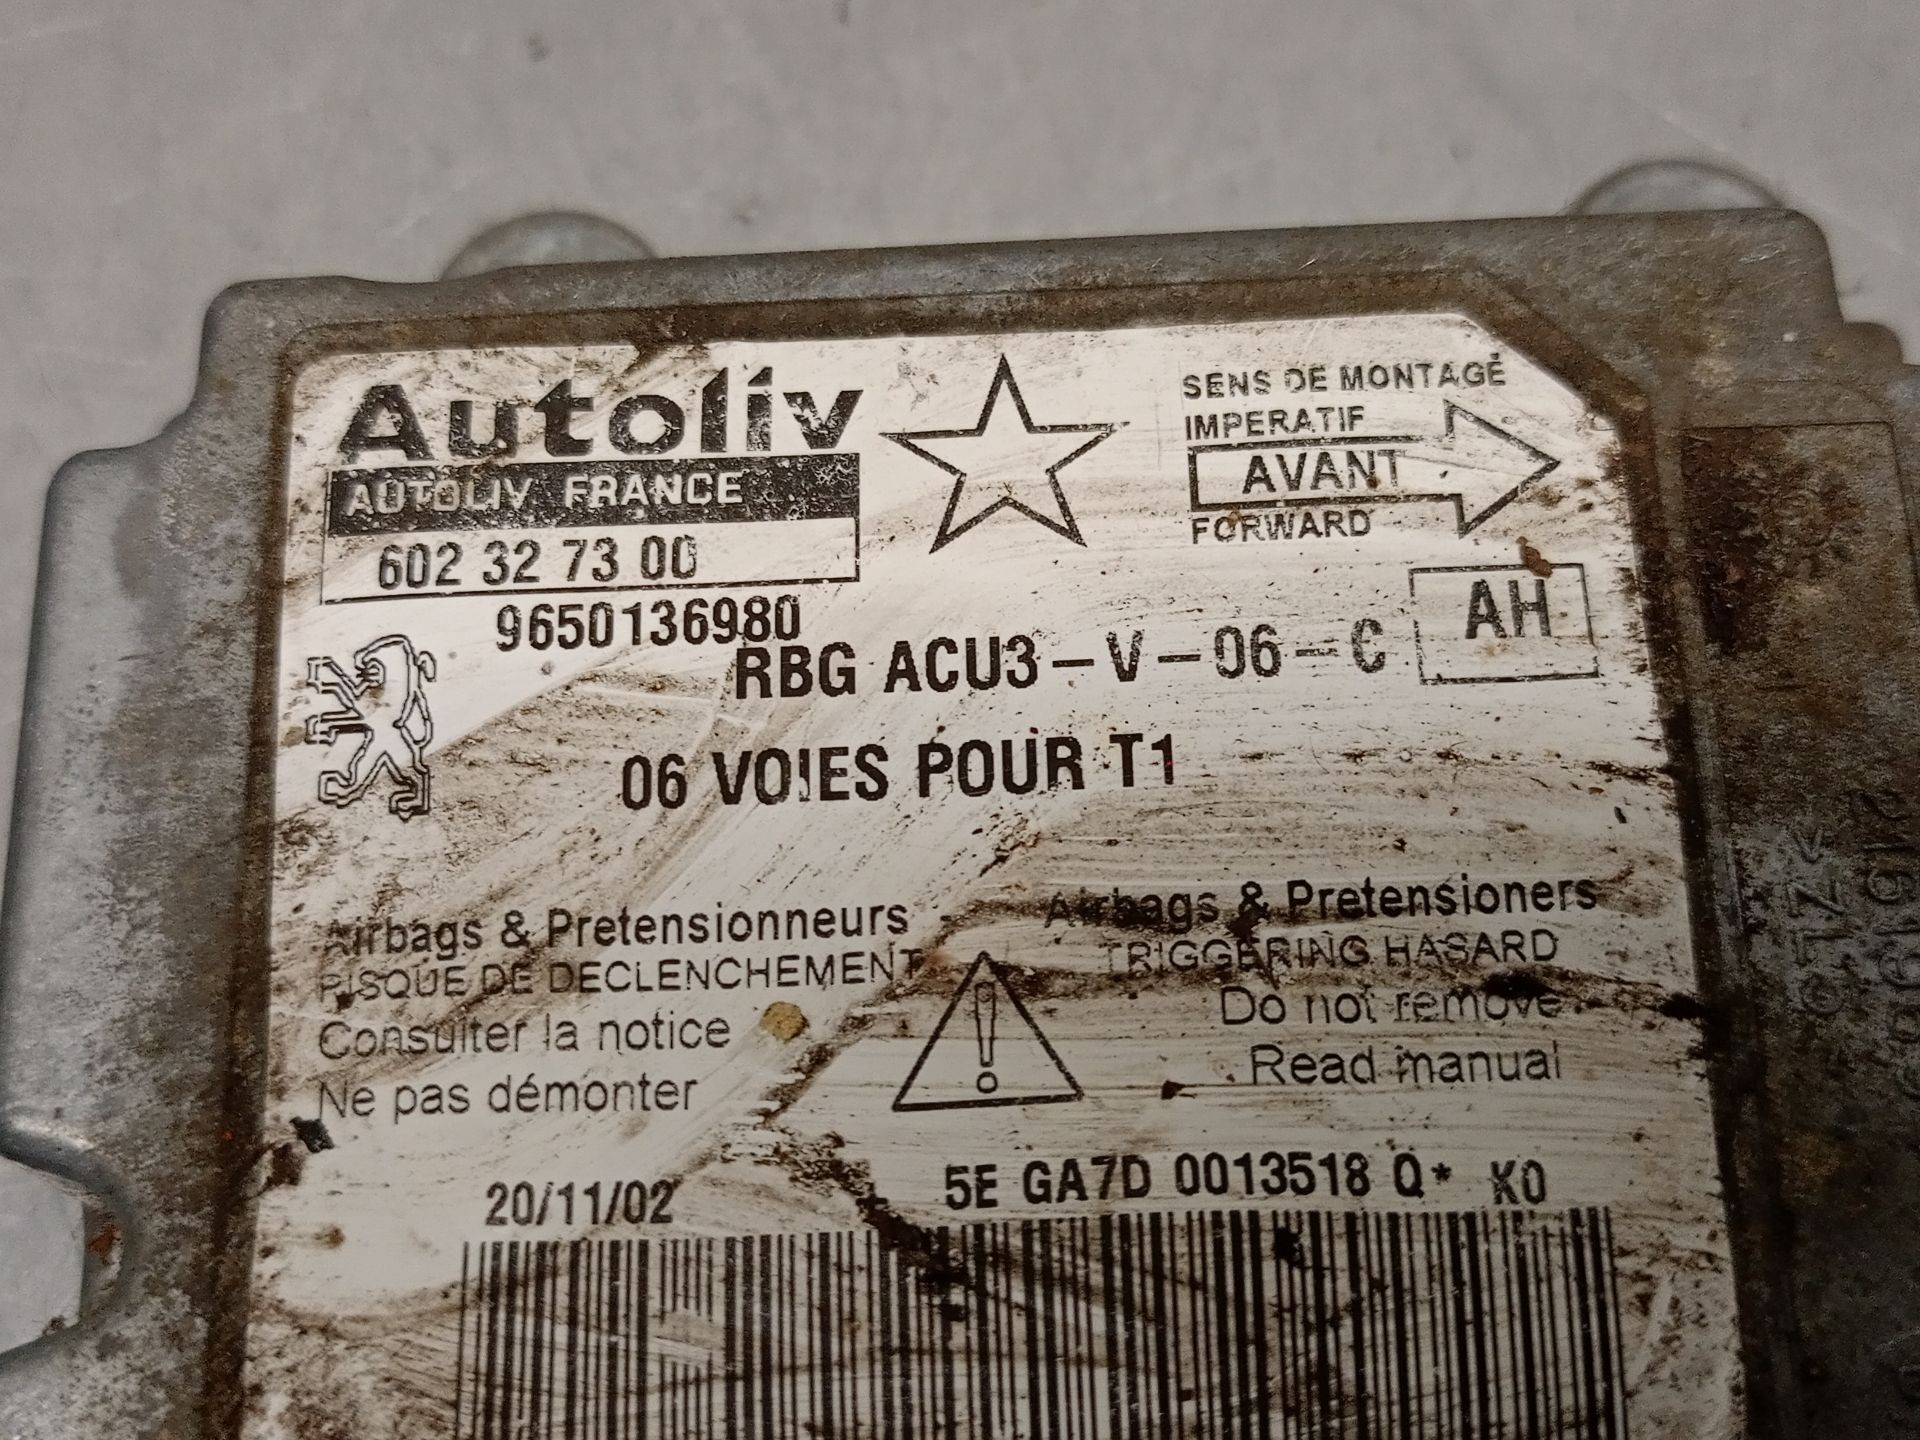 Autoliv
AUTOLIV FRANCE
602 32 73 00
9650136980
SENS DE MONTAGE
IMPERATIF
AVANT
FORWARD
AH
RBG ACU3-V-06-C
06 VOIES POUR T1
Airbags & Pretensionneurs
RISQUE DE DECLENCHEMENT
Consulter la notice
Ne pas démonter
Airbags & Pretensioners
TRIGGERING HASARD
Do not remove
Read manual
20/11/02
5E GA7D 0013518 Q* K0